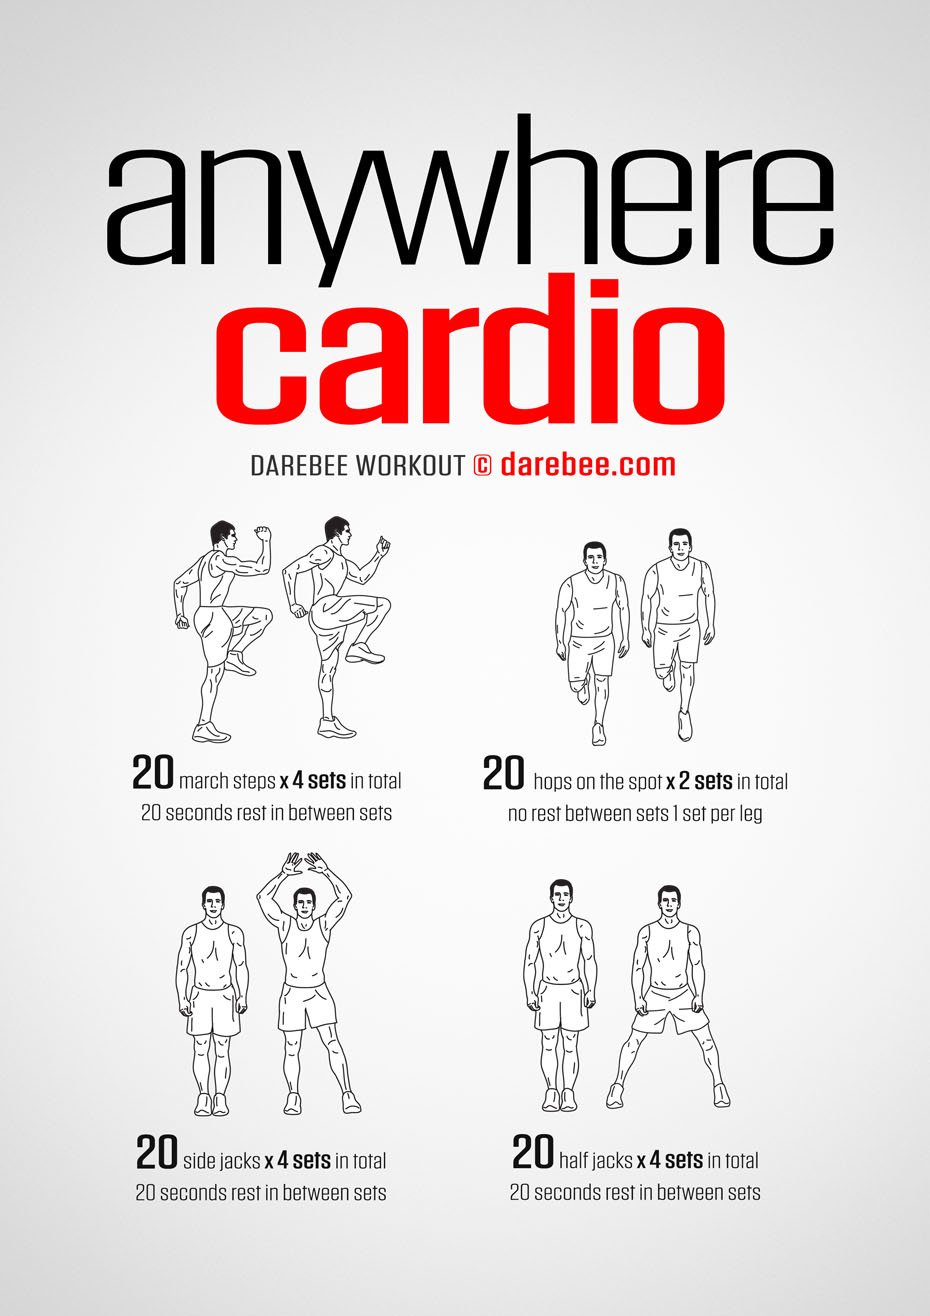 anywhere
cardio
DAREBEE WORKOUT © darebee.com
20 march steps x 4 sets in total
20 seconds rest in between sets
20 hops on the spot x 2 sets in total
no rest between sets 1 set per leg
20 side jacks x 4 sets in total
20 seconds rest in between sets
20 half jacks x 4 sets in total
20 seconds rest in between sets